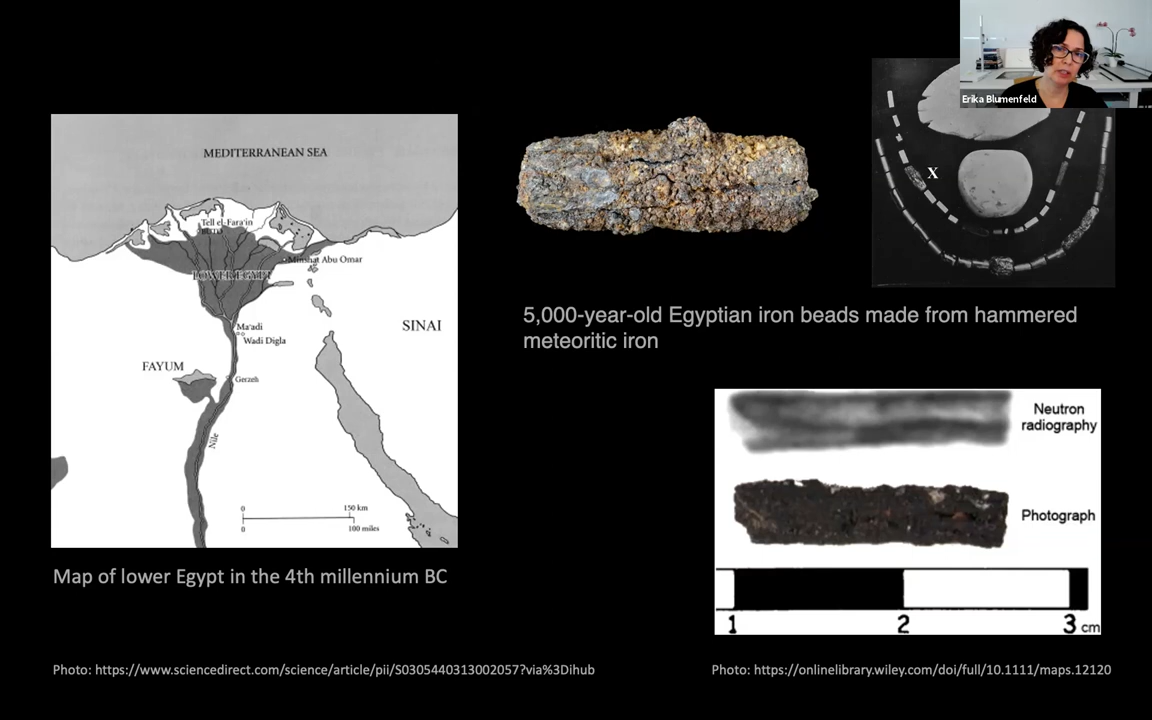 Erika Blumenfeld
MEDITERRANEAN SEA
Tell el-Fara'in
BUTO
Minshat Abu Omar
LOWER EGYPT
Ma'adi
Wadi Digla
SINAI
FAYUM
Gerzeh
Nile
0 150 km
0 100 miles
Map of lower Egypt in the 4th millennium BC
X
5,000-year-old Egyptian iron beads made from hammered
meteoritic iron
Neutron
radiography
Photograph
1 2 3 cm
Photo: https://www.sciencedirect.com/science/article/pii/S0305440313002057?via%3Dihub
Photo: https://onlinelibrary.wiley.com/doi/full/10.1111/maps.12120